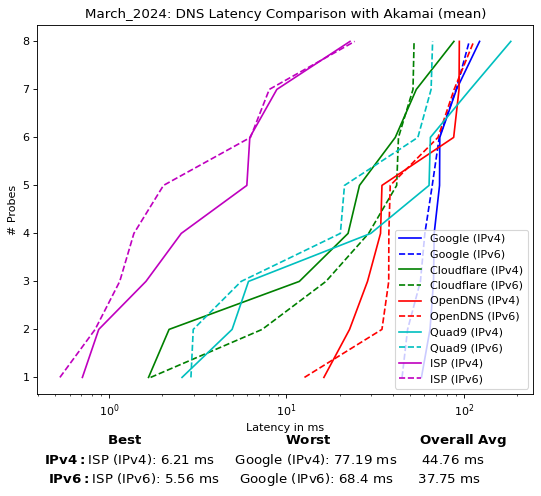 March_2024: DNS Latency Comparison with Akamai (mean)
# Probes
8
7
6
5
4
3
2
1
Google (IPv4)
Google (IPv6)
Cloudflare (IPv4)
Cloudflare (IPv6)
OpenDNS (IPv4)
OpenDNS (IPv6)
Quad9 (IPv4)
Quad9 (IPv6)
ISP (IPv4)
ISP (IPv6)
10⁰ 10¹ 10²
Latency in ms
Best Worst Overall Avg
IPv4: ISP (IPv4): 6.21 ms Google (IPv4): 77.19 ms 44.76 ms
IPv6: ISP (IPv6): 5.56 ms Google (IPv6): 68.4 ms 37.75 ms